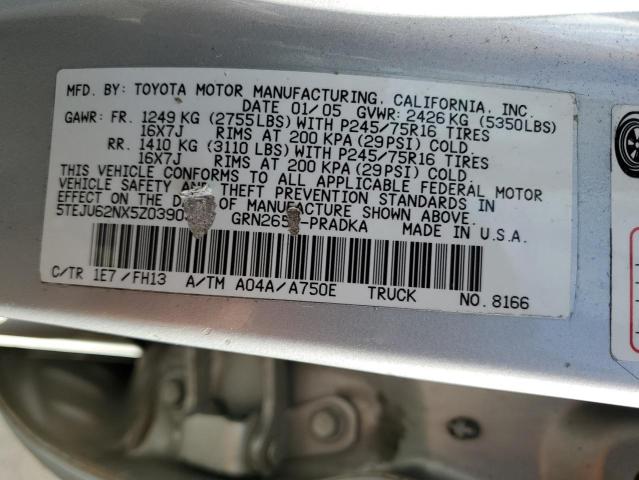 MFD. BY: TOYOTA MOTOR MANUFACTURING, CALIFORNIA, INC.
DATE 01/05 GVWR: 2426 KG (5350LBS)
GAWR: FR. 1249 KG (2755LBS) WITH P245/75R16 TIRES
16X7J RIMS AT 200 KPA (29PSI) COLD.
RR. 1410 KG (3110 LBS) WITH P245/75R16 TIRES
16X7J RIMS AT 200 KPA (29PSI) COLD.
THIS VEHICLE CONFORMS TO ALL APPLICABLE FEDERAL MOTOR
VEHICLE SAFETY AND THEFT PREVENTION STANDARDS IN
EFFECT ON THE OF MANUFACTURE SHOWN ABOVE.
5TEJU62NX5Z0390 GRN265 -PRADKA MADE IN U.S.A.
C/TR 1E7/FH13 A/TM A04A/A750E TRUCK NO. 8166